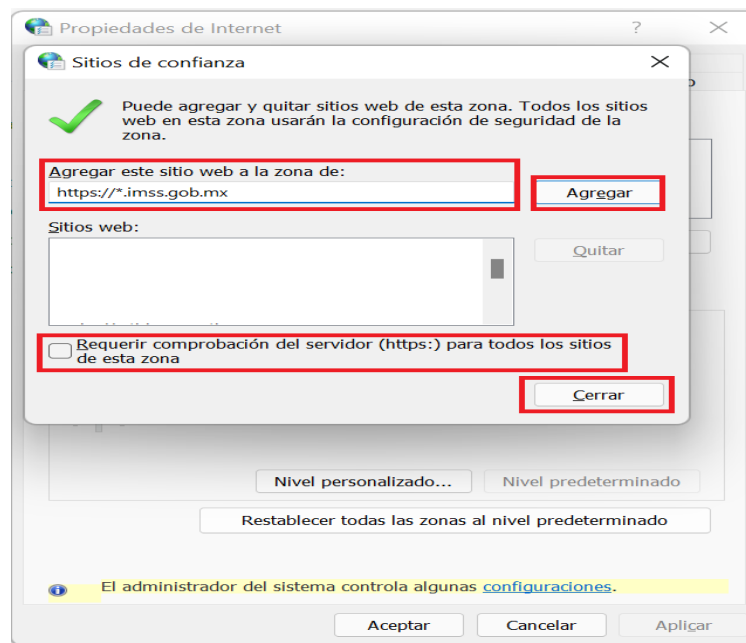 Propiedades de Internet
Sitios de confianza
Puede agregar y quitar sitios web de esta zona. Todos los sitios
web en esta zona usarán la configuración de seguridad de la
zona.
Agregar este sitio web a la zona de:
https://*.imss.gob.mx
Agregar
Sitios web:
Quitar
Requerir comprobación del servidor (https:) para todos los sitios
de esta zona
Cerrar
Nivel personalizado...
Nivel predeterminado
Restablecer todas las zonas al nivel predeterminado
El administrador del sistema controla algunas configuraciones.
Aceptar
Cancelar
Aplicar